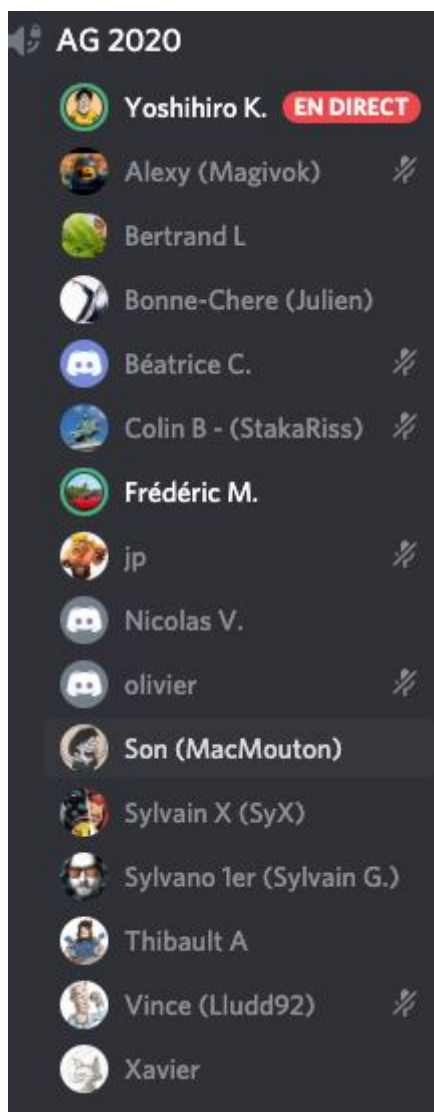 AG 2020
Yoshihiro K. EN DIRECT
Alexy (Magivok)
Bertrand L
Bonne-Chere (Julien)
Béatrice C.
Colin B - (StakaRiss)
Frédéric M.
jp
Nicolas V.
olivier
Son (MacMouton)
Sylvain X (SyX)
Sylvano 1er (Sylvain G.)
Thibault A
Vince (Lludd92)
Xavier